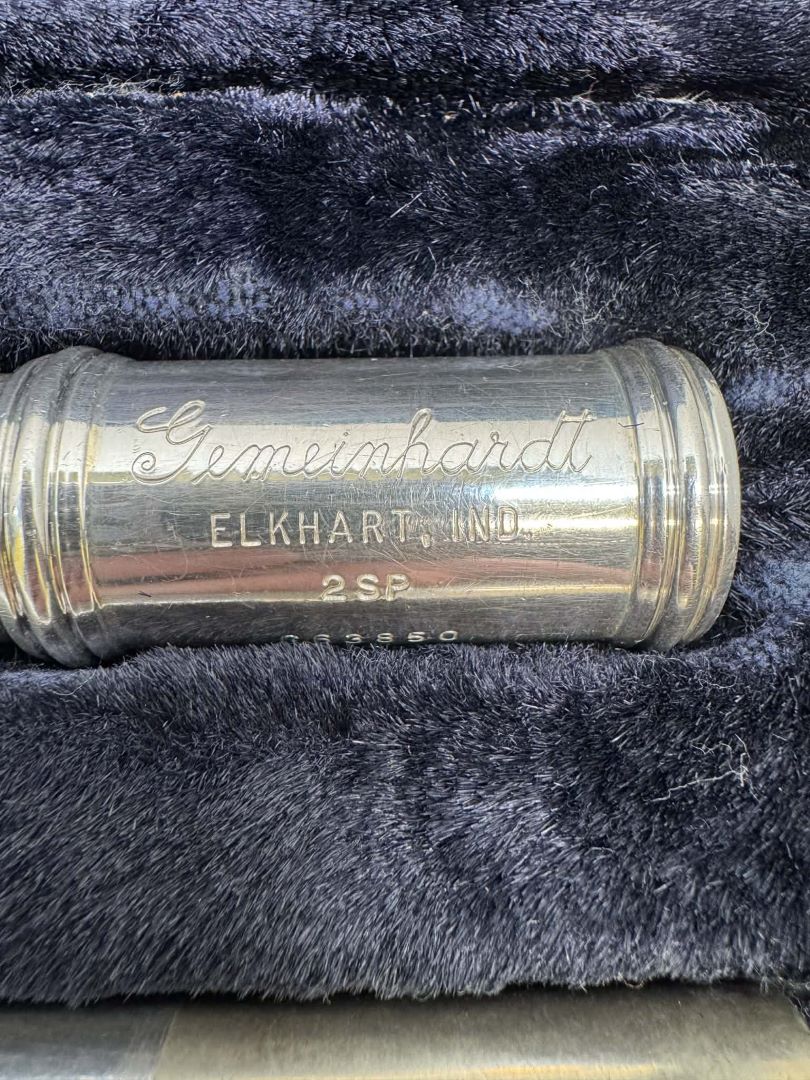 Gemeinhardt
ELKHART, IND.
2SP